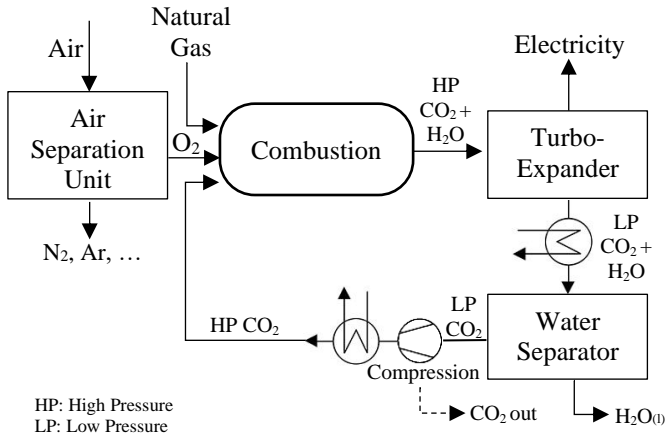 Air
Natural
Gas
Electricity
Air
Separation
Unit
O₂
Combustion
HP
CO₂+
H₂O
Turbo-
Expander
N₂, Ar, …
LP
CO₂ +
H₂O
HP CO₂
LP
CO₂
Water
Separator
Compression
CO₂ out
H₂O(l)
HP: High Pressure
LP: Low Pressure